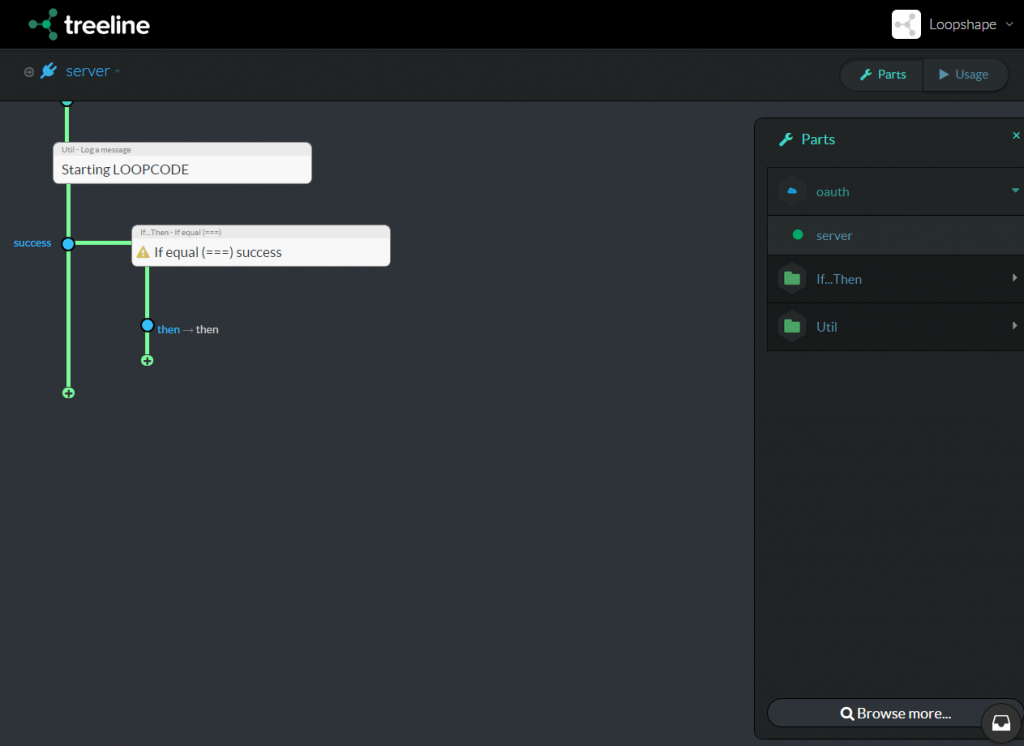 treeline
Loopshape
server
Parts
Usage
Util - Log a message
Starting LOOPCODE
success
If...Then - If equal (===)
If equal (===) success
then → then
Parts
×
oauth
server
If...Then
Util
Browse more...